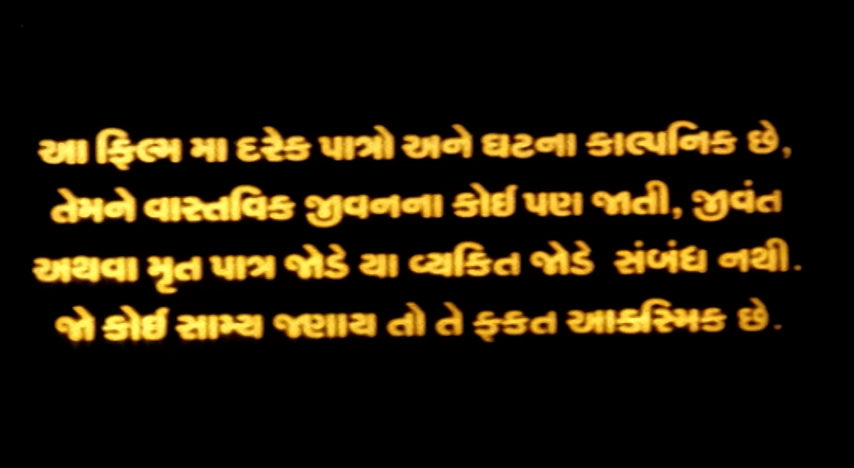 આ ફિલ્મ મા દરેક પાત્રો અને ઘટના કાલ્પનિક છે,
તેમને વાસ્તવિક જીવનના કોઈ પણ જાતી, જીવંત
અથવા મૃત પાત્ર જોડે યા વ્યકિત જોડે સંબંધ નથી.
જો કોઈ સામ્ય જણાય તો તે ફકત આકસ્મિક છે.